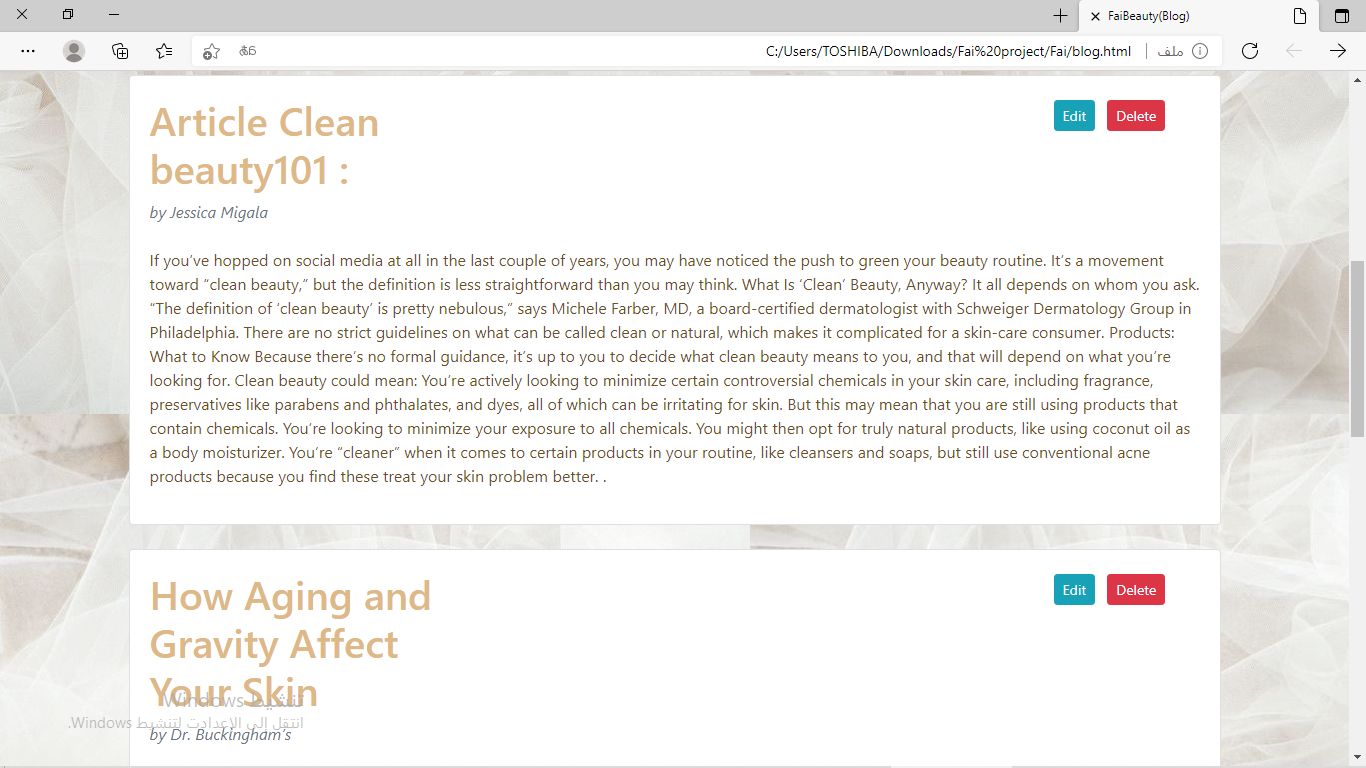 FaiBeauty(Blog)
C:/Users/TOSHIBA/Downloads/Fai%20project/Fai/blog.html
ملف
Article Clean
beauty101 :
Edit
Delete
by Jessica Migala
If you’ve hopped on social media at all in the last couple of years, you may have noticed the push to green your beauty routine. It’s a movement
toward “clean beauty,” but the definition is less straightforward than you may think. What Is ‘Clean’ Beauty, Anyway? It all depends on whom you ask.
“The definition of ‘clean beauty’ is pretty nebulous,” says Michele Farber, MD, a board-certified dermatologist with Schweiger Dermatology Group in
Philadelphia. There are no strict guidelines on what can be called clean or natural, which makes it complicated for a skin-care consumer. Products:
What to Know Because there’s no formal guidance, it’s up to you to decide what clean beauty means to you, and that will depend on what you’re
looking for. Clean beauty could mean: You’re actively looking to minimize certain controversial chemicals in your skin care, including fragrance,
preservatives like parabens and phthalates, and dyes, all of which can be irritating for skin. But this may mean that you are still using products that
contain chemicals. You’re looking to minimize your exposure to all chemicals. You might then opt for truly natural products, like using coconut oil as
a body moisturizer. You’re “cleaner” when it comes to certain products in your routine, like cleansers and soaps, but still use conventional acne
products because you find these treat your skin problem better. .
How Aging and
Gravity Affect
Your Skin
Edit
Delete
by Dr. Buckingham’s
تنشيط Windows
انتقل إلى الإعدادت لتنشيط Windows.